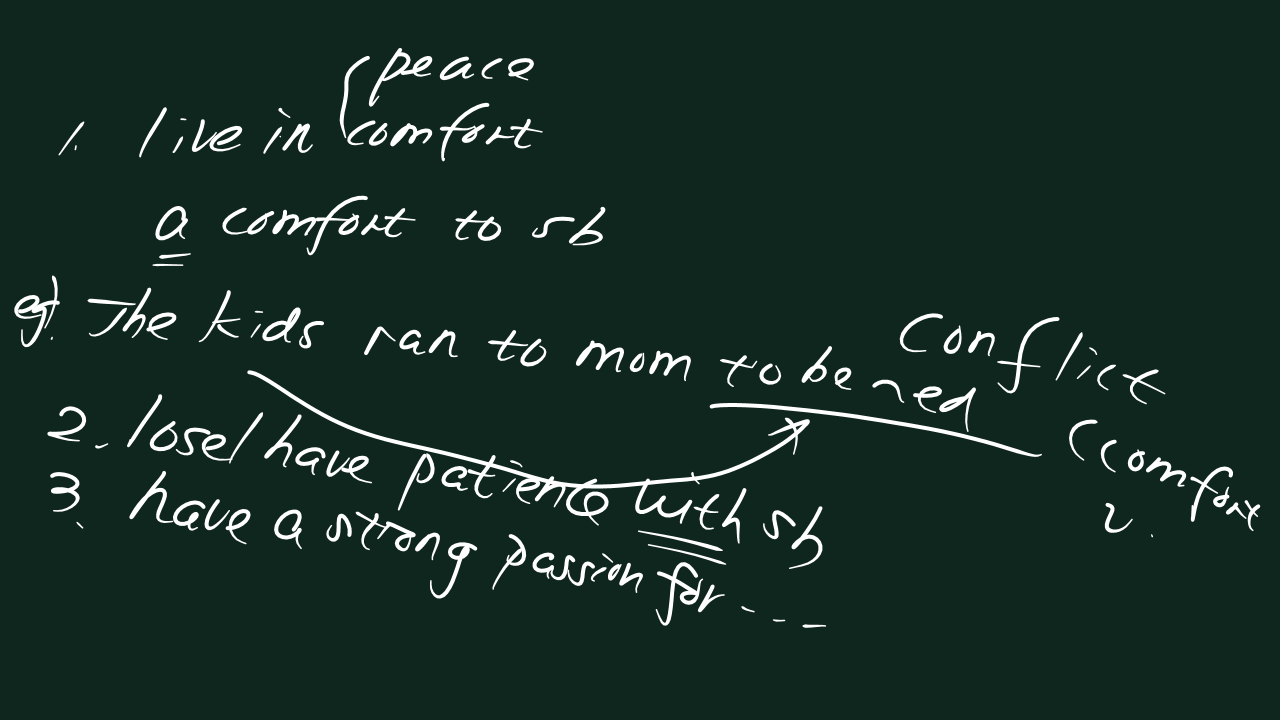 peace
1. live in comfort
a comfort to sb
eg. The kids ran to mom to be ~ed
Conflict
(comfort
v.
2. lose/have patience with sb
3. have a strong passion for ---